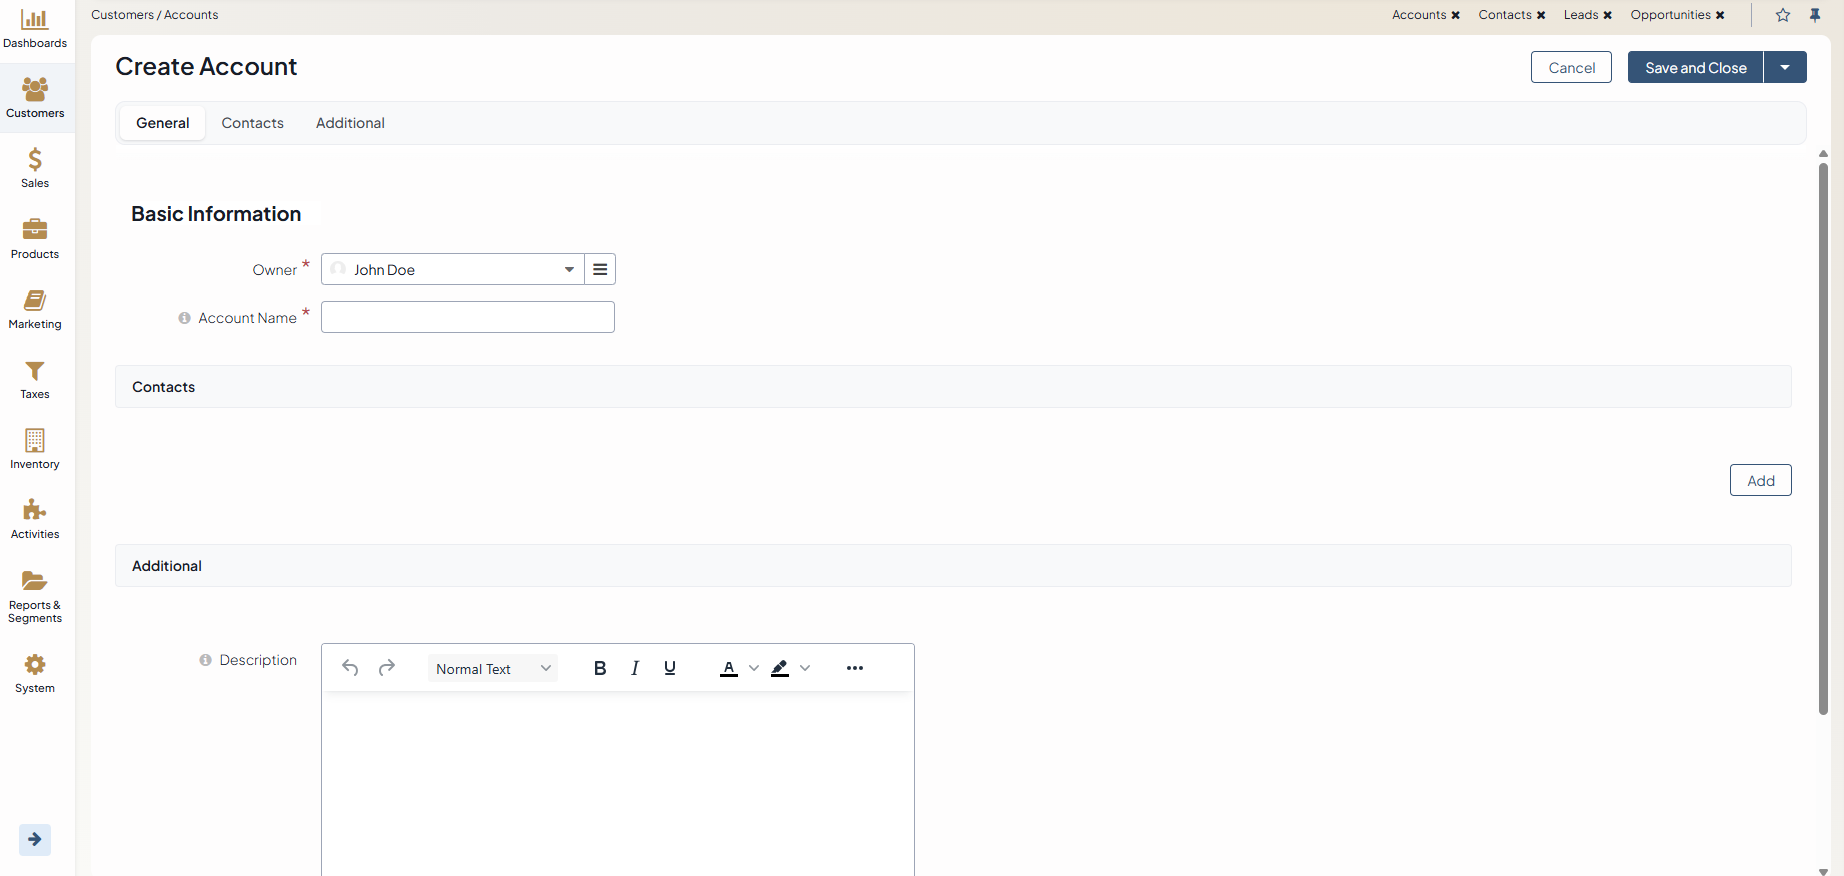 Customers / Accounts
Accounts ✖ Contacts ✖ Leads ✖ Opportunities ✖
Dashboards
Customers
Sales
Products
Marketing
Taxes
Inventory
Activities
Reports &
Segments
System
Create Account
Cancel
Save and Close
General Contacts Additional
Basic Information
Owner * John Doe
Account Name *
Contacts
Add
Additional
Description
Normal Text B I U A